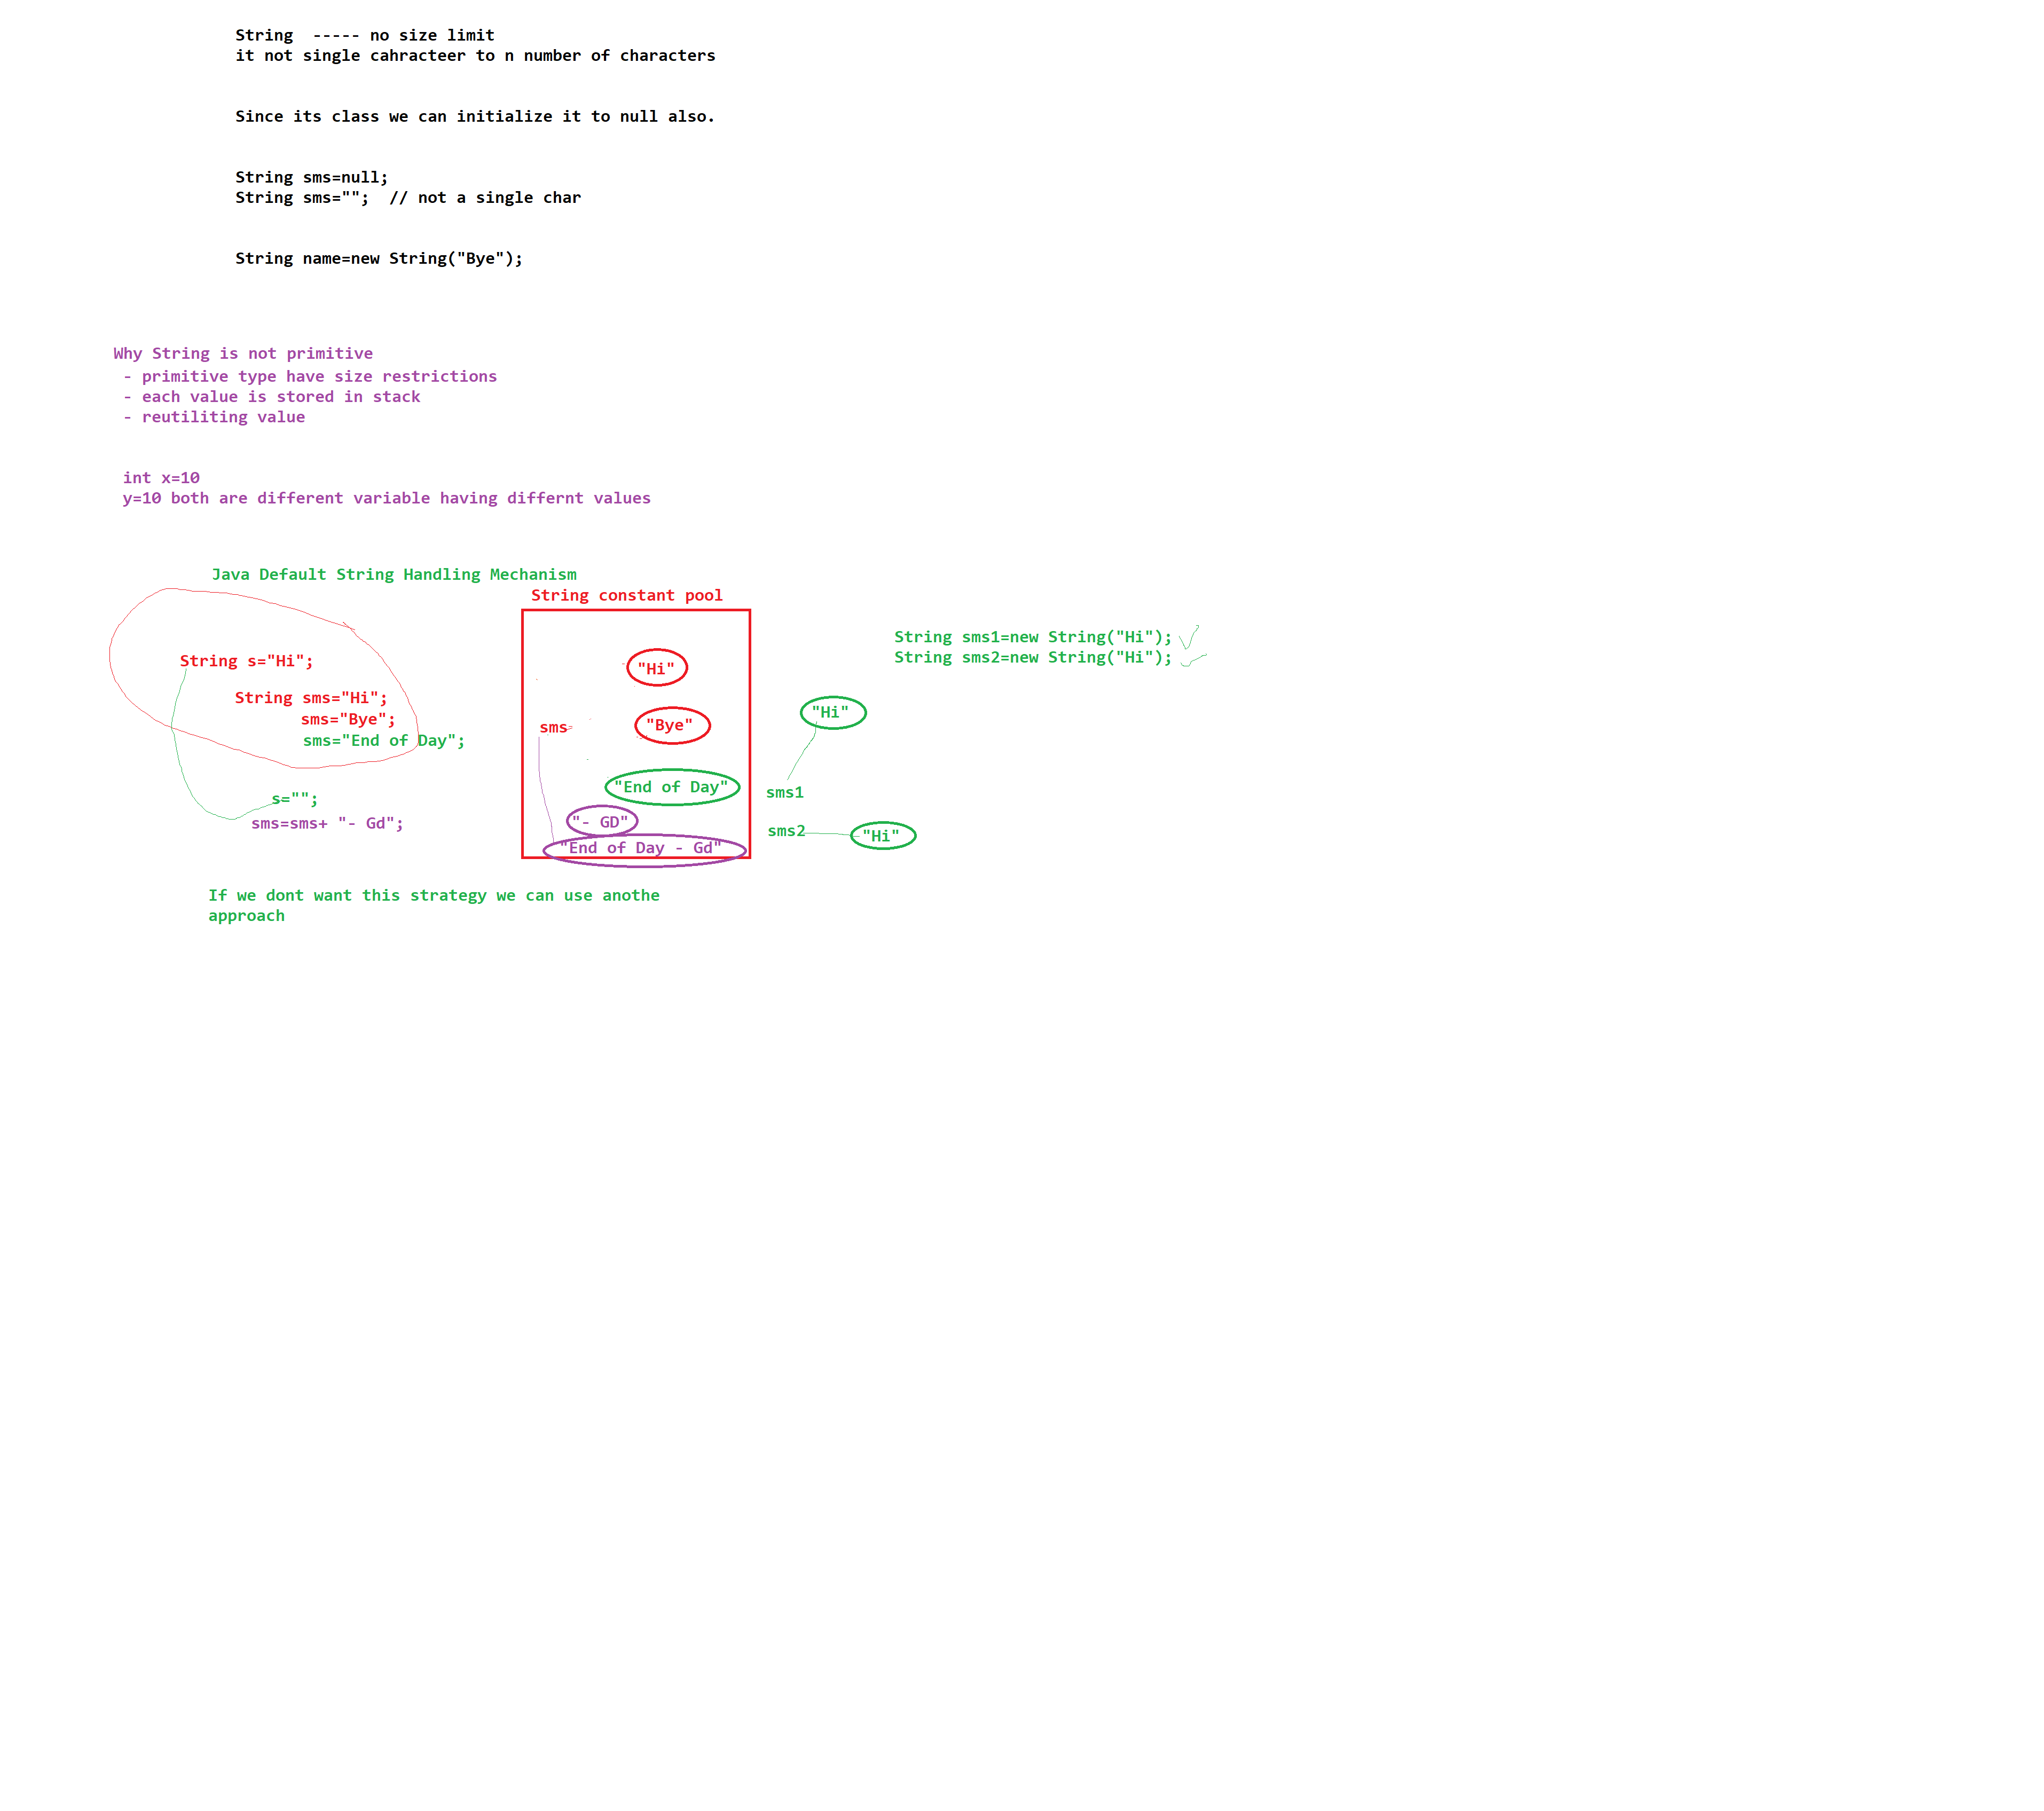 String  ----- no size limit
it not single cahracteer to n number of characters
Since its class we can initialize it to null also.
String sms=null;
String sms="";  // not a single char
String name=new String("Bye");
Why String is not primitive
- primitive type have size restrictions
- each value is stored in stack
- reutiliting value
int x=10
y=10 both are different variable having differnt values
Java Default String Handling Mechanism
String constant pool
String s="Hi";
String sms="Hi";
sms="Bye";
sms="End of Day";
s="";
sms=sms+ "- Gd";
"Hi"
sms
"Bye"
"End of Day"
"- GD"
"End of Day - Gd"
String sms1=new String("Hi");
String sms2=new String("Hi");
"Hi"
sms1
sms2
"Hi"
If we dont want this strategy we can use anothe
approach